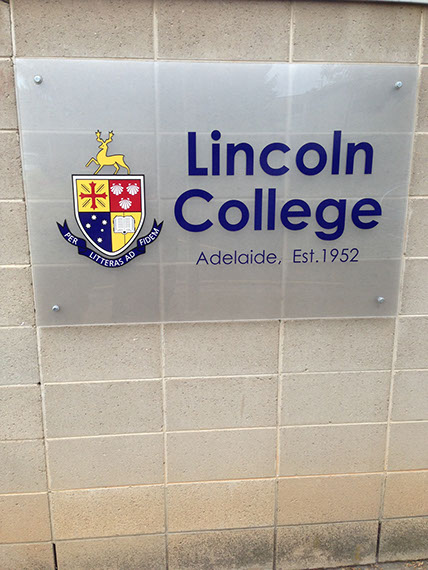 Lincoln
College
Adelaide, Est.1952
PER LITTERAS AD FIDEM